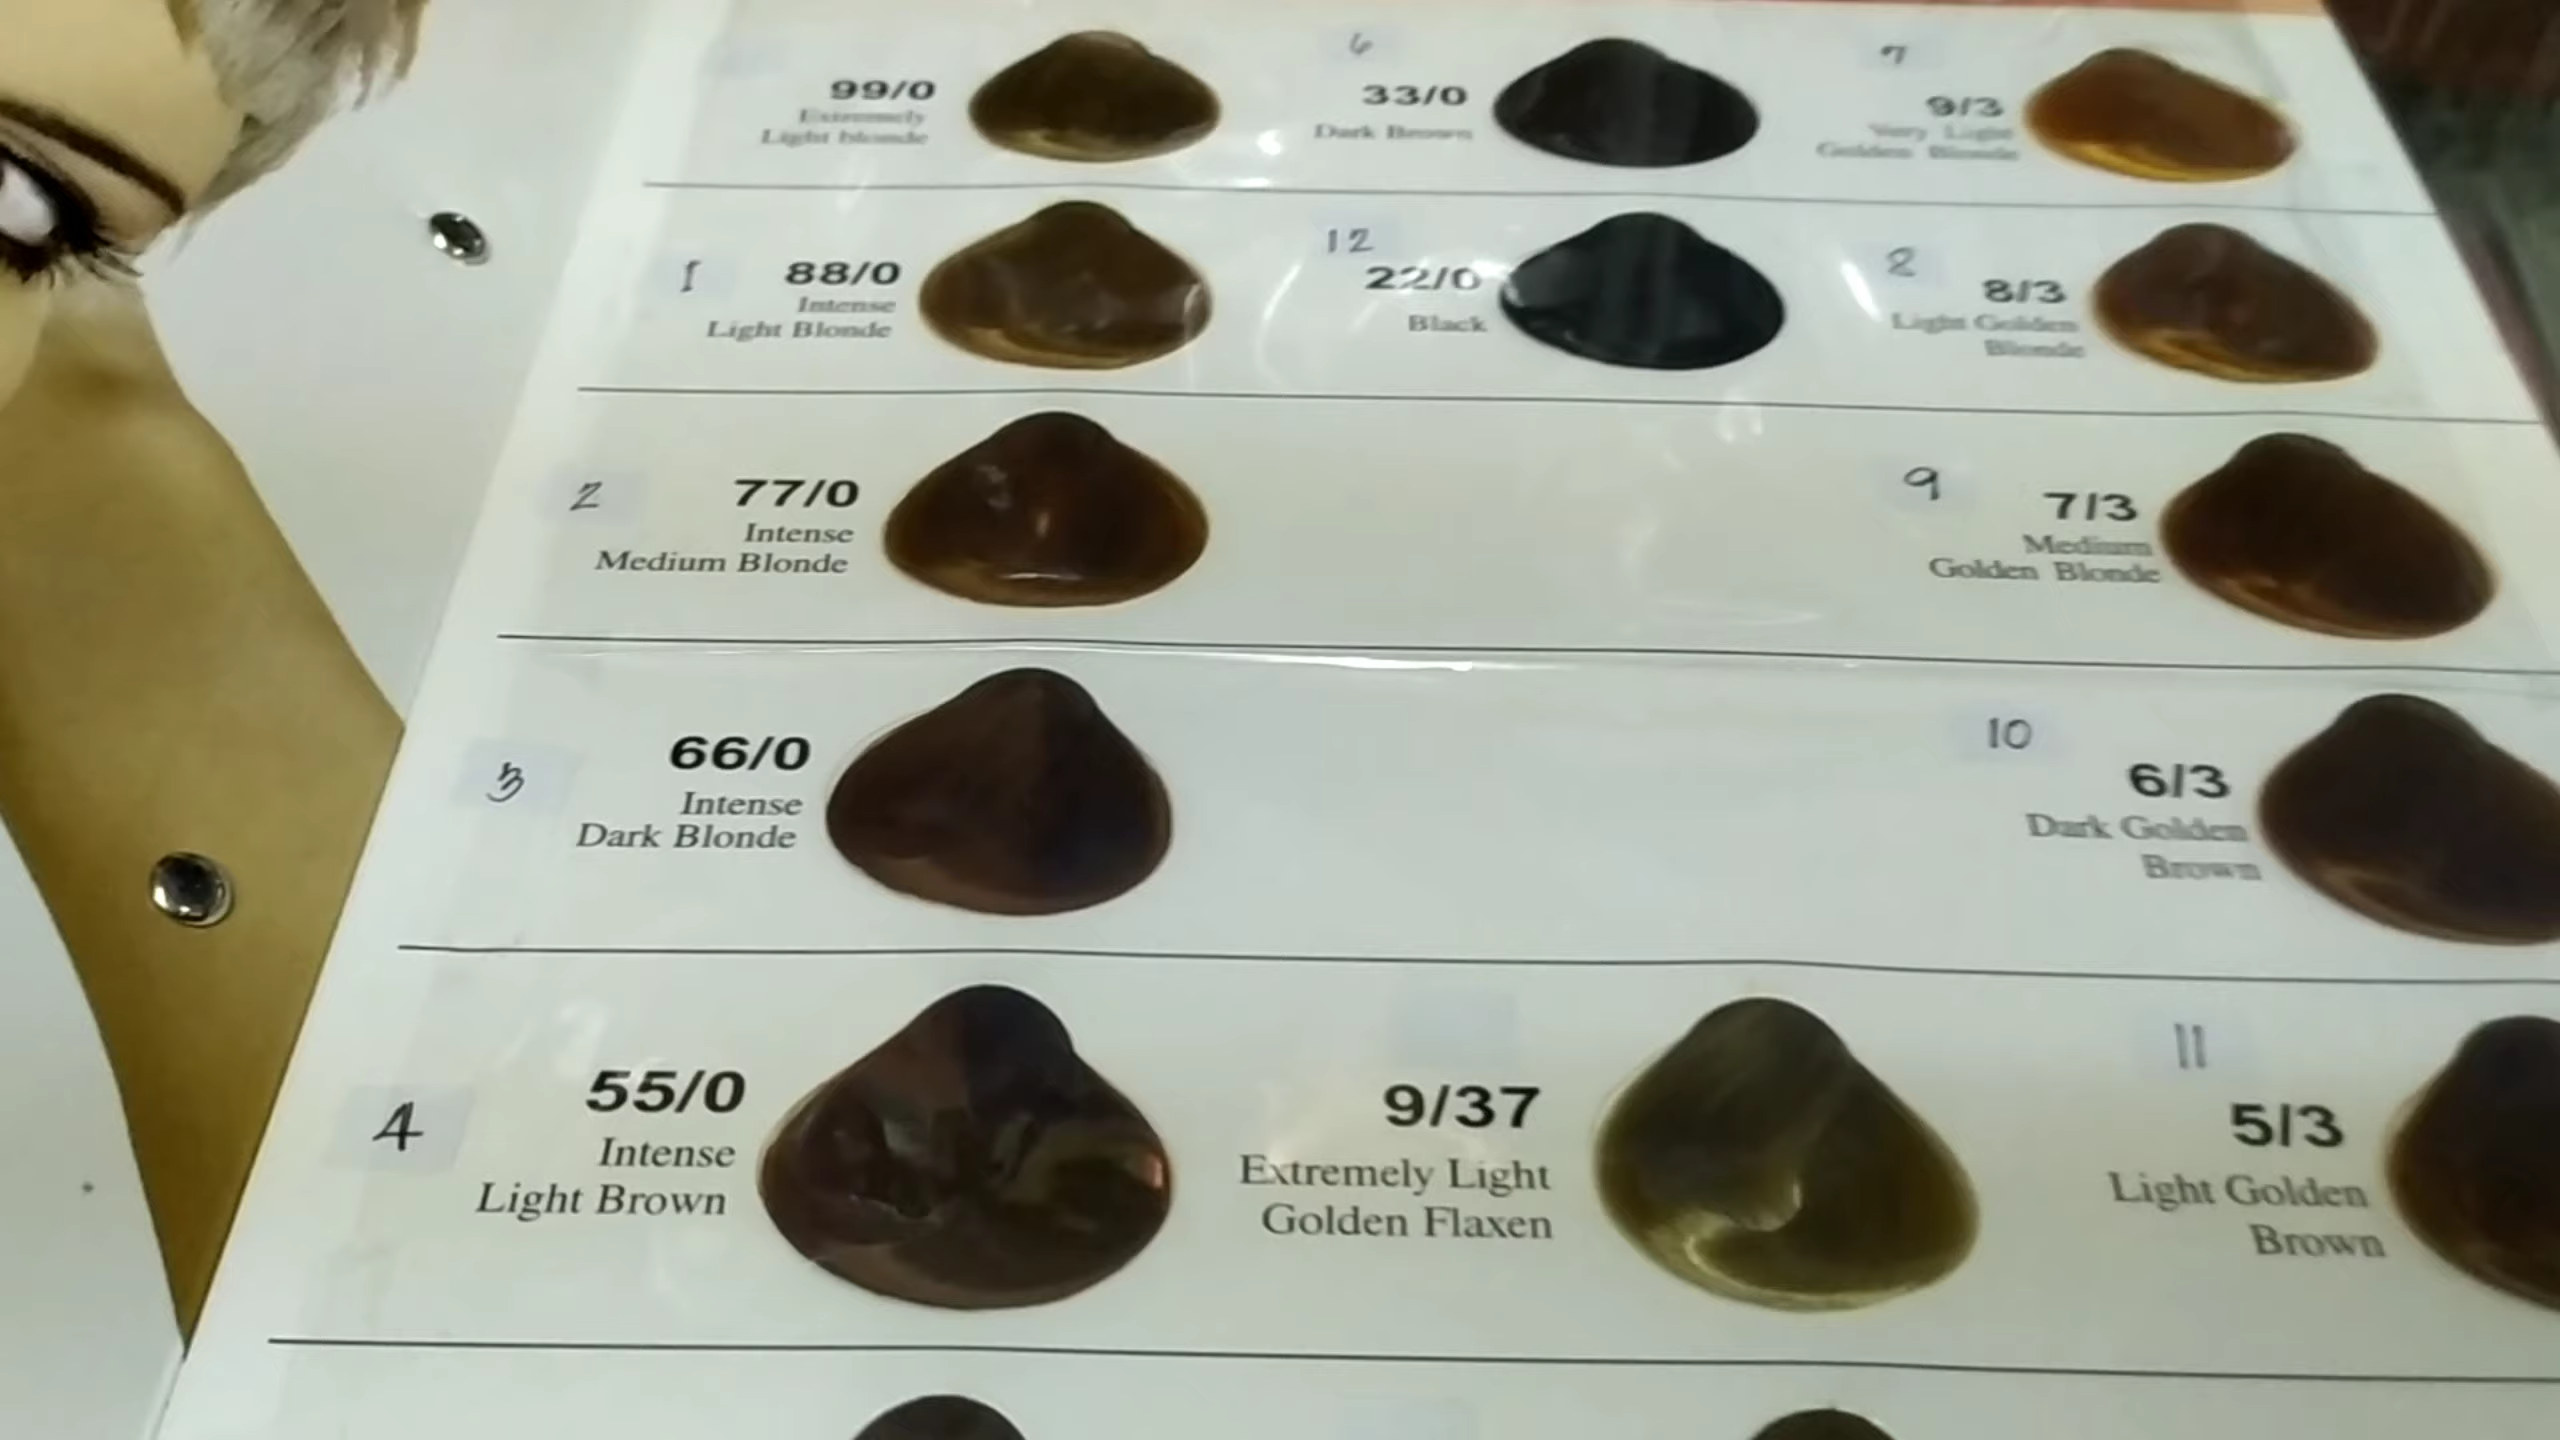 99/0
Extremely
Light blonde
6
33/0
Dark Brown
7
9/3
Very Light
Golden Blonde
1
88/0
Intense
Light Blonde
12
22/0
Black
8
8/3
Light Golden
Blonde
2
77/0
Intense
Medium Blonde
9
7/3
Medium
Golden Blonde
3
66/0
Intense
Dark Blonde
10
6/3
Dark Golden
Brown
4
55/0
Intense
Light Brown
9/37
Extremely Light
Golden Flaxen
11
5/3
Light Golden
Brown